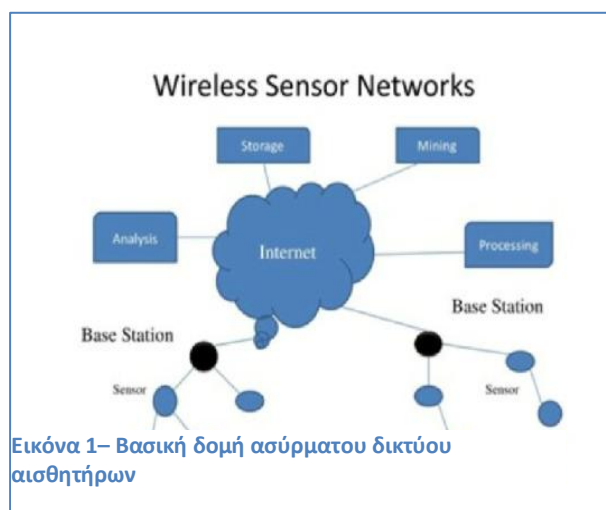 Wireless Sensor Networks
Storage
Mining
Analysis
Internet
Processing
Base Station
Base Station
Sensor
Sensor
Εικόνα 1– Βασική δομή ασύρματου δικτύου
αισθητήρων